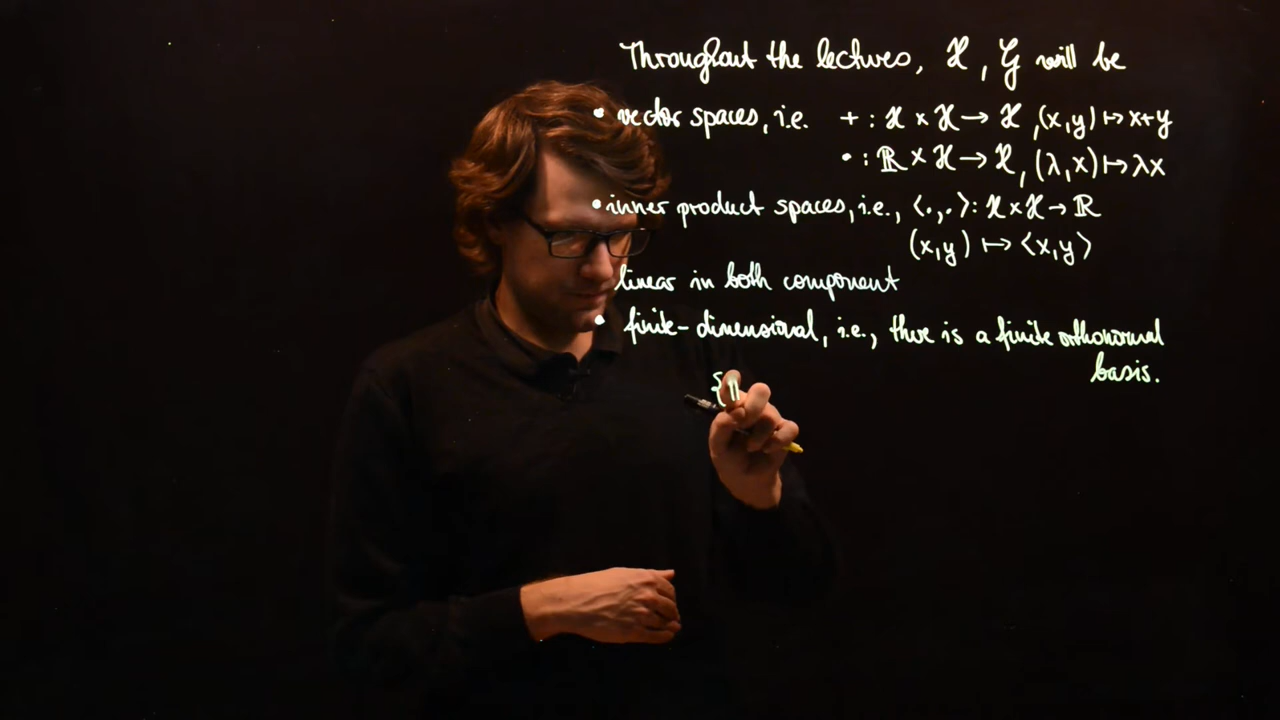 Throughout the lectures, ℋ, 𝒢 will be
• vector spaces, i.e. + : ℋ × ℋ → ℋ, (x,y) ↦ x+y
• : ℝ × ℋ → ℋ, (λ,x) ↦ λx
• inner product spaces, i.e., ⟨·,·⟩: ℋ×ℋ → ℝ
(x,y) ↦ ⟨x,y⟩
linear in both component
• finite-dimensional, i.e., there is a finite orthonormal
basis.
{